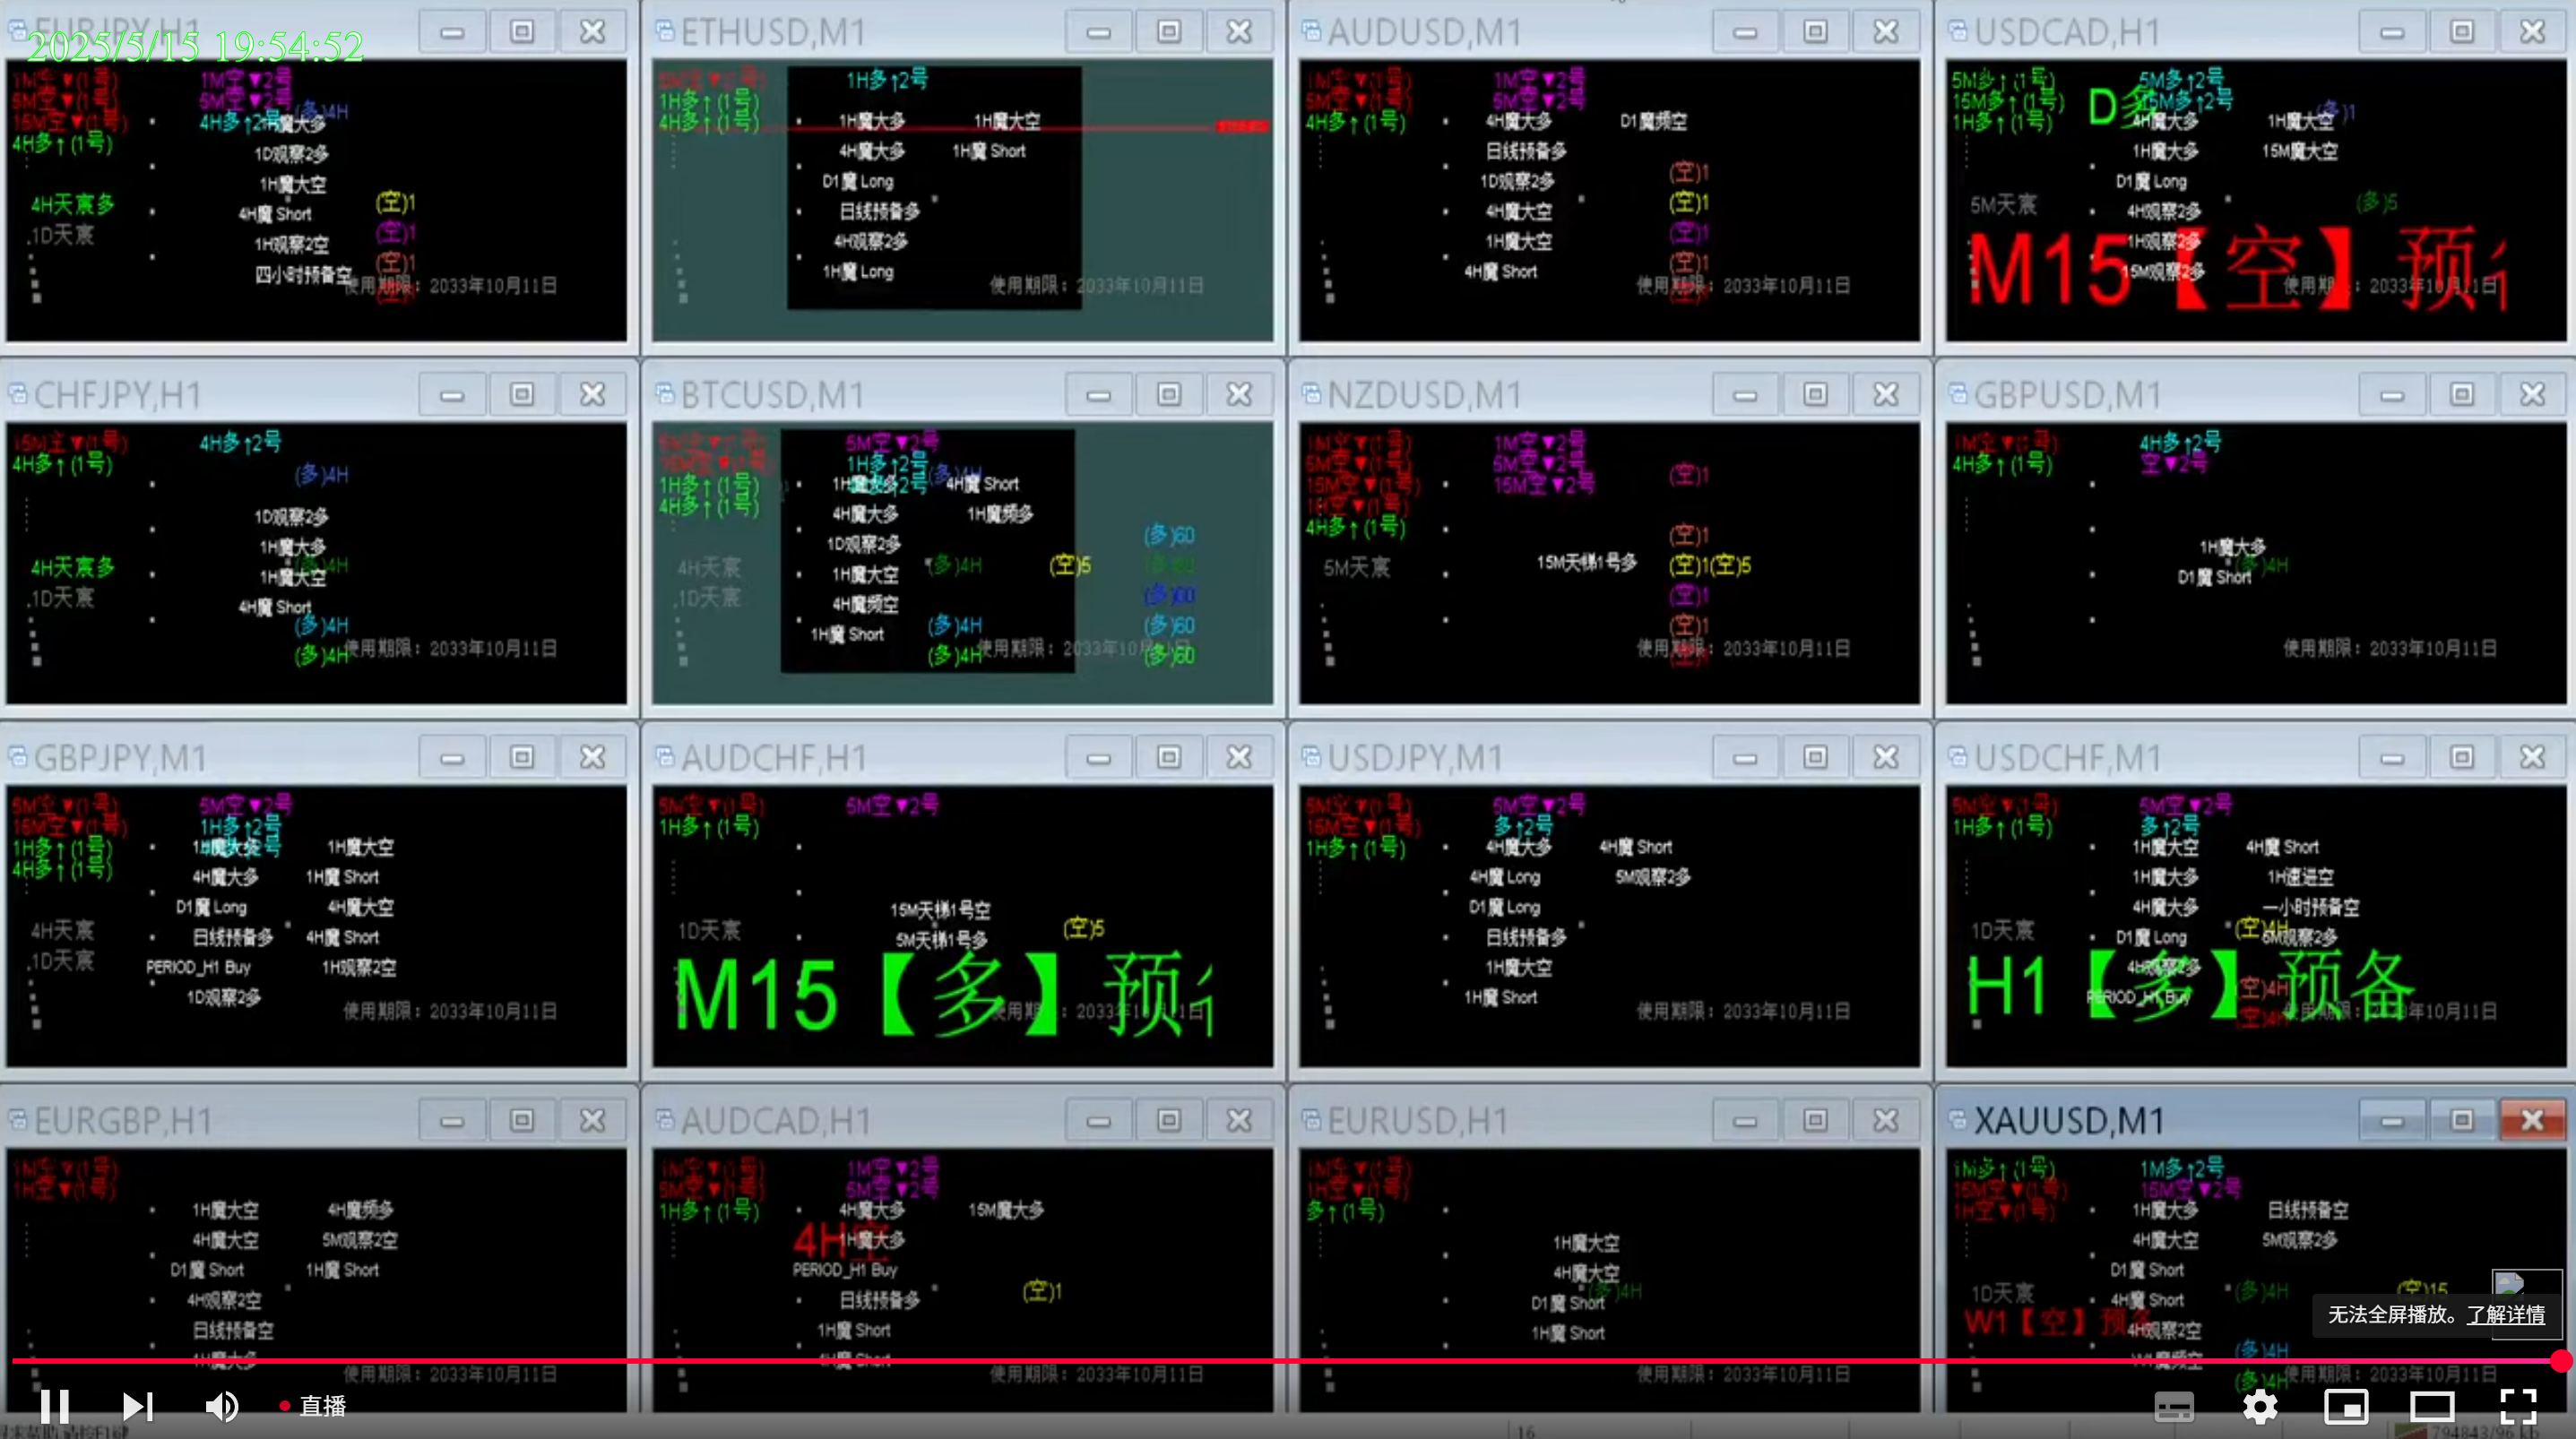 EURJPY,H1
2025/5/15 19:54:52
1M空▼(1号)
1M空▼2号
5M空▼(1号)
5M空▼2号
(多)4H
15M空▼(1号)
4H多↑2号
魔大多
4H多↑(1号)
1D观察2多
1H魔大空
4H天宸多
4H魔 Short
(空)1
.1D天宸
1H观察2空
(空)1
四小时预备空
(空)1
使用期限: 2033年10月11日
ETHUSD,M1
5M空▼(1号)
1H多↑2号
1H多↑(1号)
4H多↑(1号)
1H魔大多
1H魔大空
4H魔大多
1H魔 Short
D1魔 Long
日线预备多
4H观察2多
1H魔 Long
使用期限: 2033年10月11日
AUDUSD,M1
1M空▼(1号)
1M空▼2号
5M空▼(1号)
5M空▼2号
4H多↑(1号)
4H魔大多
D1魔频空
日线预备多
1D观察2多
(空)1
4H魔大空
(空)1
1H魔大空
(空)1
4H魔 Short
(空)1
使用期限: 2033年10月11日
USDCAD,H1
5M多↑(1号)
5M多↑2号
15M多↑(1号)
D多
15M多↑2号
(多)1
1H多↑(1号)
4H魔大多
1H魔大空
1H魔大多
15M魔大空
D1魔 Long
5M天宸
4H观察2多
(多)5
1H观察2多
M15【空】预
15M观察2多
使用期限: 2033年10月11日
CHFJPY,H1
15M空▼(1号)
4H多↑2号
4H多↑(1号)
(多)4H
1D观察2多
1H魔大多
4H天宸多
(多)4H
1H魔大空
.1D天宸
4H魔 Short
(多)4H
(多)4H
使用期限: 2033年10月11日
BTCUSD,M1
5M空▼(1号)
5M空▼2号
15M空▼(1号)
1H多↑2号
(多)4H
1H多↑(1号)
4H魔 Short
4H多↑(1号)
4H魔大多
1H魔频多
1D观察2多
(多)60
4H天宸
1H魔大空
(多)4H
(空)5
.1D天宸
4H魔频空
(多)60
1H魔 Short
(多)4H
(多)60
(多)4H
(多)60
使用期限: 2033年10月11日
NZDUSD,M1
1M空▼(1号)
1M空▼2号
5M空▼(1号)
5M空▼2号
(空)1
15M空▼(1号)
15M空▼2号
1H空▼(1号)
4H多↑(1号)
(空)1
5M天宸
15M天梯1号多
(空)1(空)5
(空)1
(空)1
使用期限: 2033年10月11日
GBPUSD,M1
1M空▼(1号)
4H多↑2号
4H多↑(1号)
空▼2号
1H魔大多
(多)4H
D1魔 Short
使用期限: 2033年10月11日
GBPJPY,M1
5M空▼(1号)
5M空▼2号
15M空▼(1号)
1H多↑2号
1H多↑(1号)
1H魔大空
4H多↑(1号)
4H魔大多
1H魔 Short
D1魔 Long
4H魔大空
4H天宸
日线预备多
4H魔 Short
.1D天宸
PERIOD_H1 Buy
1H观察2空
1D观察2多
使用期限: 2033年10月11日
AUDCHF,H1
5M空▼(1号)
5M空▼2号
1H多↑(1号)
15M天梯1号空
1D天宸
(空)5
5M天梯1号多
M15【多】预
使用期限: 2033年10月11日
USDJPY,M1
5M空▼(1号)
5M空▼2号
15M空▼(1号)
多↑2号
1H多↑(1号)
4H魔大多
4H魔 Short
4H魔 Long
5M观察2多
D1魔 Long
日线预备多
1H魔大空
1H魔 Short
使用期限: 2033年10月11日
USDCHF,M1
5M空▼(1号)
5M空▼2号
1H多↑(1号)
多↑2号
1H魔大空
4H魔 Short
1H魔大多
1H速进空
4H魔大多
一小时预备空
1D天宸
(空)4H
D1魔 Long
5M观察2多
4H观察2多
H1【多】预备
PERIOD_H1 Buy
(空)4H
(空)4H
使用期限: 2033年10月11日
EURGBP,H1
1M空▼(1号)
1H空▼(1号)
1H魔大空
4H魔频多
4H魔大空
5M观察2空
D1魔 Short
1H魔 Short
4H观察2空
日线预备空
1H魔大多
使用期限: 2033年10月11日
AUDCAD,H1
1M空▼(1号)
1M空▼2号
5M空▼(1号)
5M空▼2号
1H多↑(1号)
4H魔大多
15M魔大多
4H空
1H魔大多
PERIOD_H1 Buy
日线预备多
(空)1
1H魔 Short
4H魔 Short
使用期限: 2033年10月11日
EURUSD,H1
1M空▼(1号)
1H空▼(1号)
多↑(1号)
1H魔大空
4H魔大空
(多)4H
D1魔 Short
1H魔 Short
使用期限: 2033年10月11日
XAUUSD,M1
1M多↑(1号)
1M多↑2号
15M空▼(1号)
15M空▼2号
1H空▼(1号)
1H魔大多
日线预备空
4H魔大空
5M观察2多
D1魔 Short
1D天宸
(多)4H
(空)15
4H魔 Short
W1【空】预
4H观察2空
(多)4H
W1魔频空
(多)4H
使用期限: 2033年10月11日
无法全屏播放。了解详情
直播
16
794843/96 kb